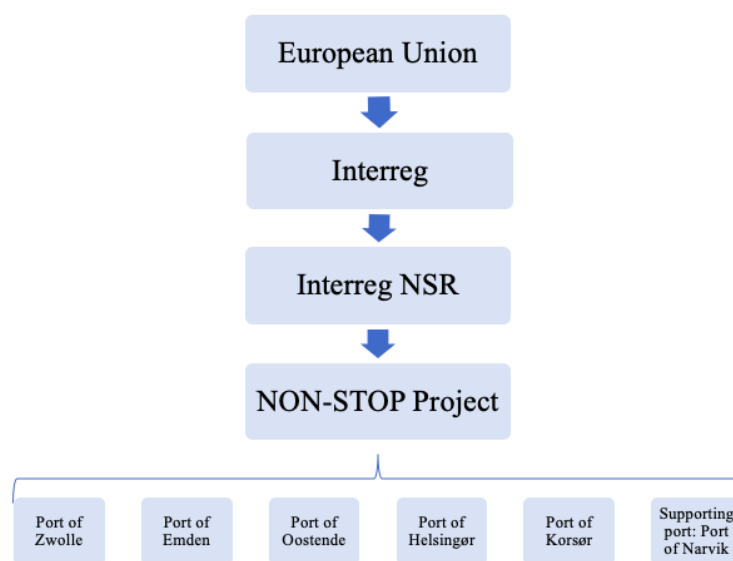 European Union
Interreg
Interreg NSR
NON-STOP Project
Port of
Zwolle
Port of
Emden
Port of
Oostende
Port of
Helsingør
Port of
Korsør
Supporting
port: Port
of Narvik